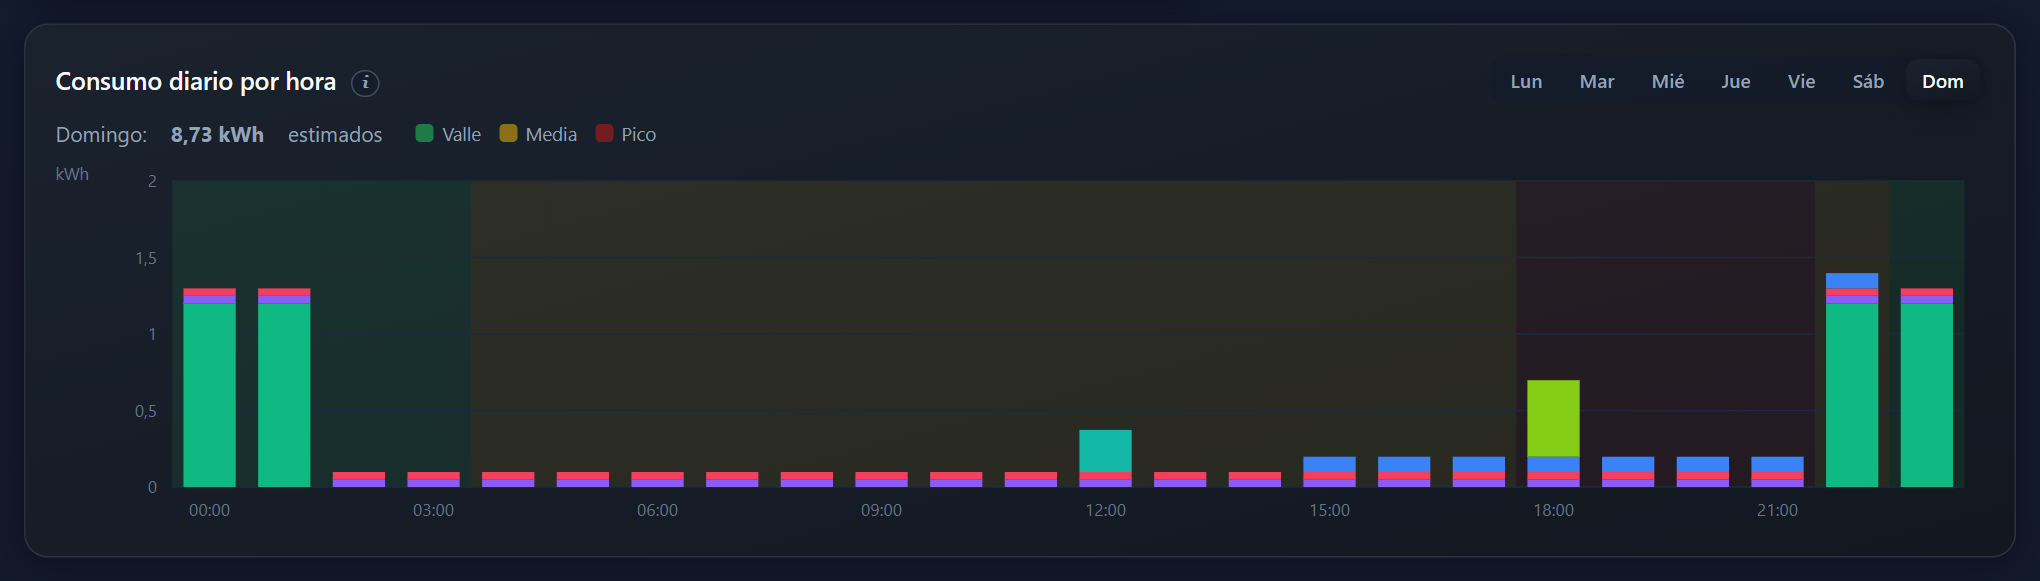 Consumo diario por hora i
Lun Mar Mié Jue Vie Sáb Dom
Domingo: 8,73 kWh estimados Valle Media Pico
kWh
2
1,5
1
0,5
0
00:00 03:00 06:00 09:00 12:00 15:00 18:00 21:00